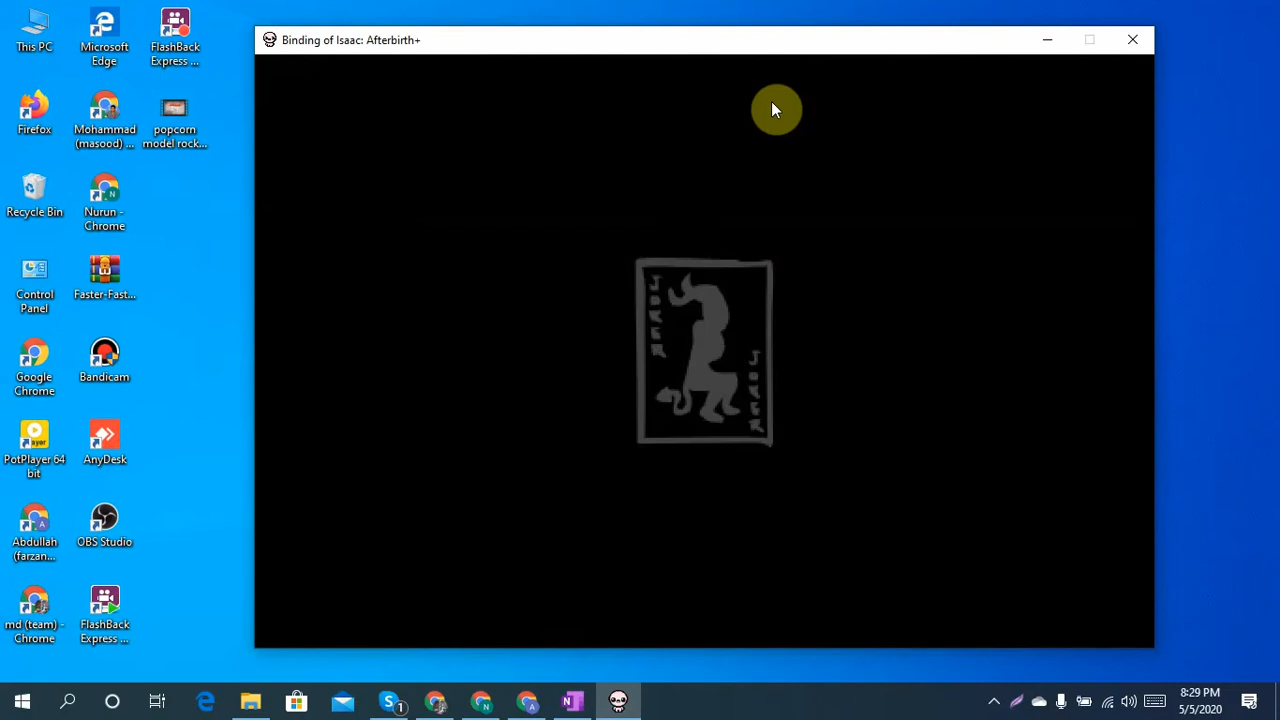 This PC
Microsoft
Edge
FlashBack
Express ...
Firefox
Mohammad
(masood) ...
popcorn
model rock...
Recycle Bin
Nurun -
Chrome
Control
Panel
Faster-Fast...
Google
Chrome
Bandicam
PotPlayer 64
bit
AnyDesk
Abdullah
(farzan...
OBS Studio
md (team) -
Chrome
FlashBack
Express ...
Binding of Isaac: Afterbirth+
8:29 PM
5/5/2020